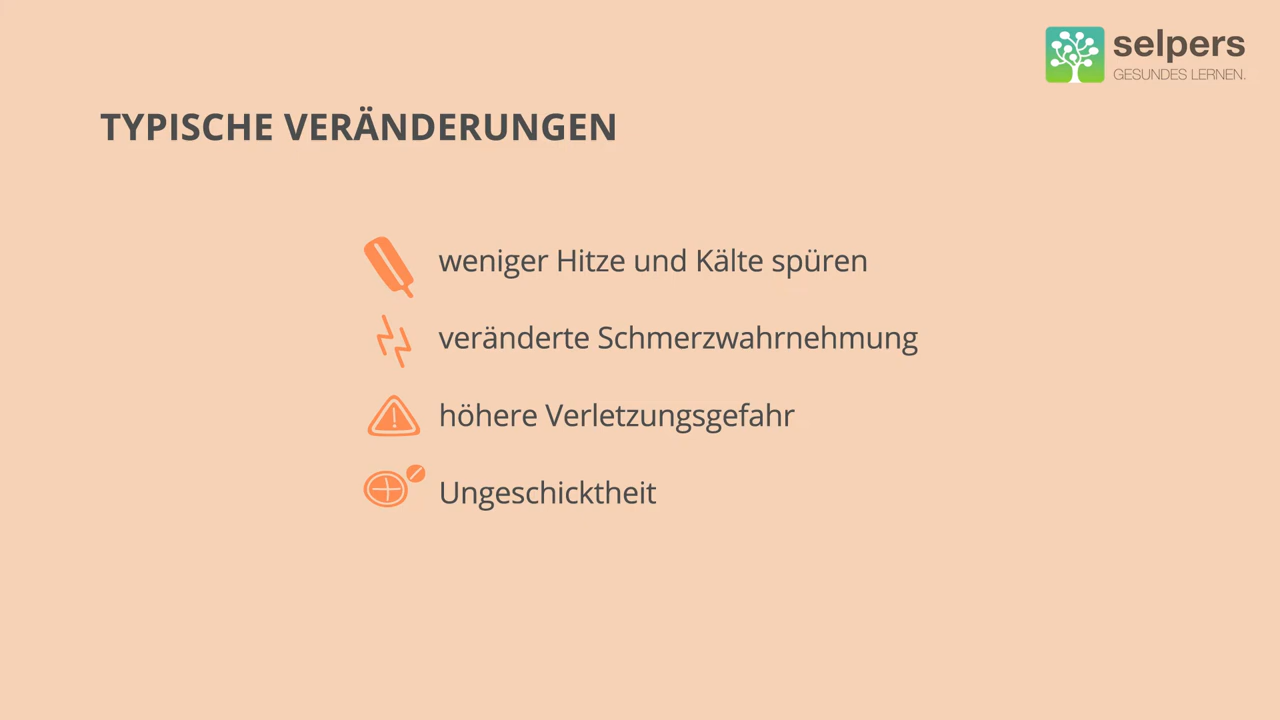 selpers
GESUNDES LERNEN.
TYPISCHE VERÄNDERUNGEN
weniger Hitze und Kälte spüren
veränderte Schmerzwahrnehmung
höhere Verletzungsgefahr
Ungeschicktheit